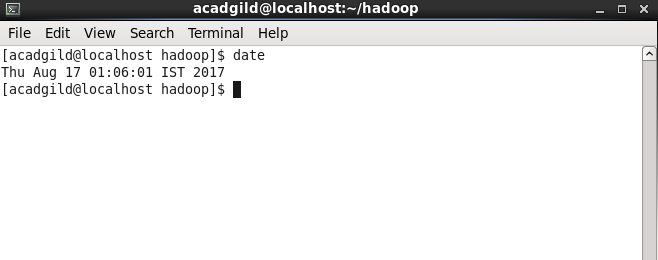 acadgild@localhost:~/hadoop
File Edit View Search Terminal Help
[acadgild@localhost hadoop]$ date
Thu Aug 17 01:06:01 IST 2017
[acadgild@localhost hadoop]$